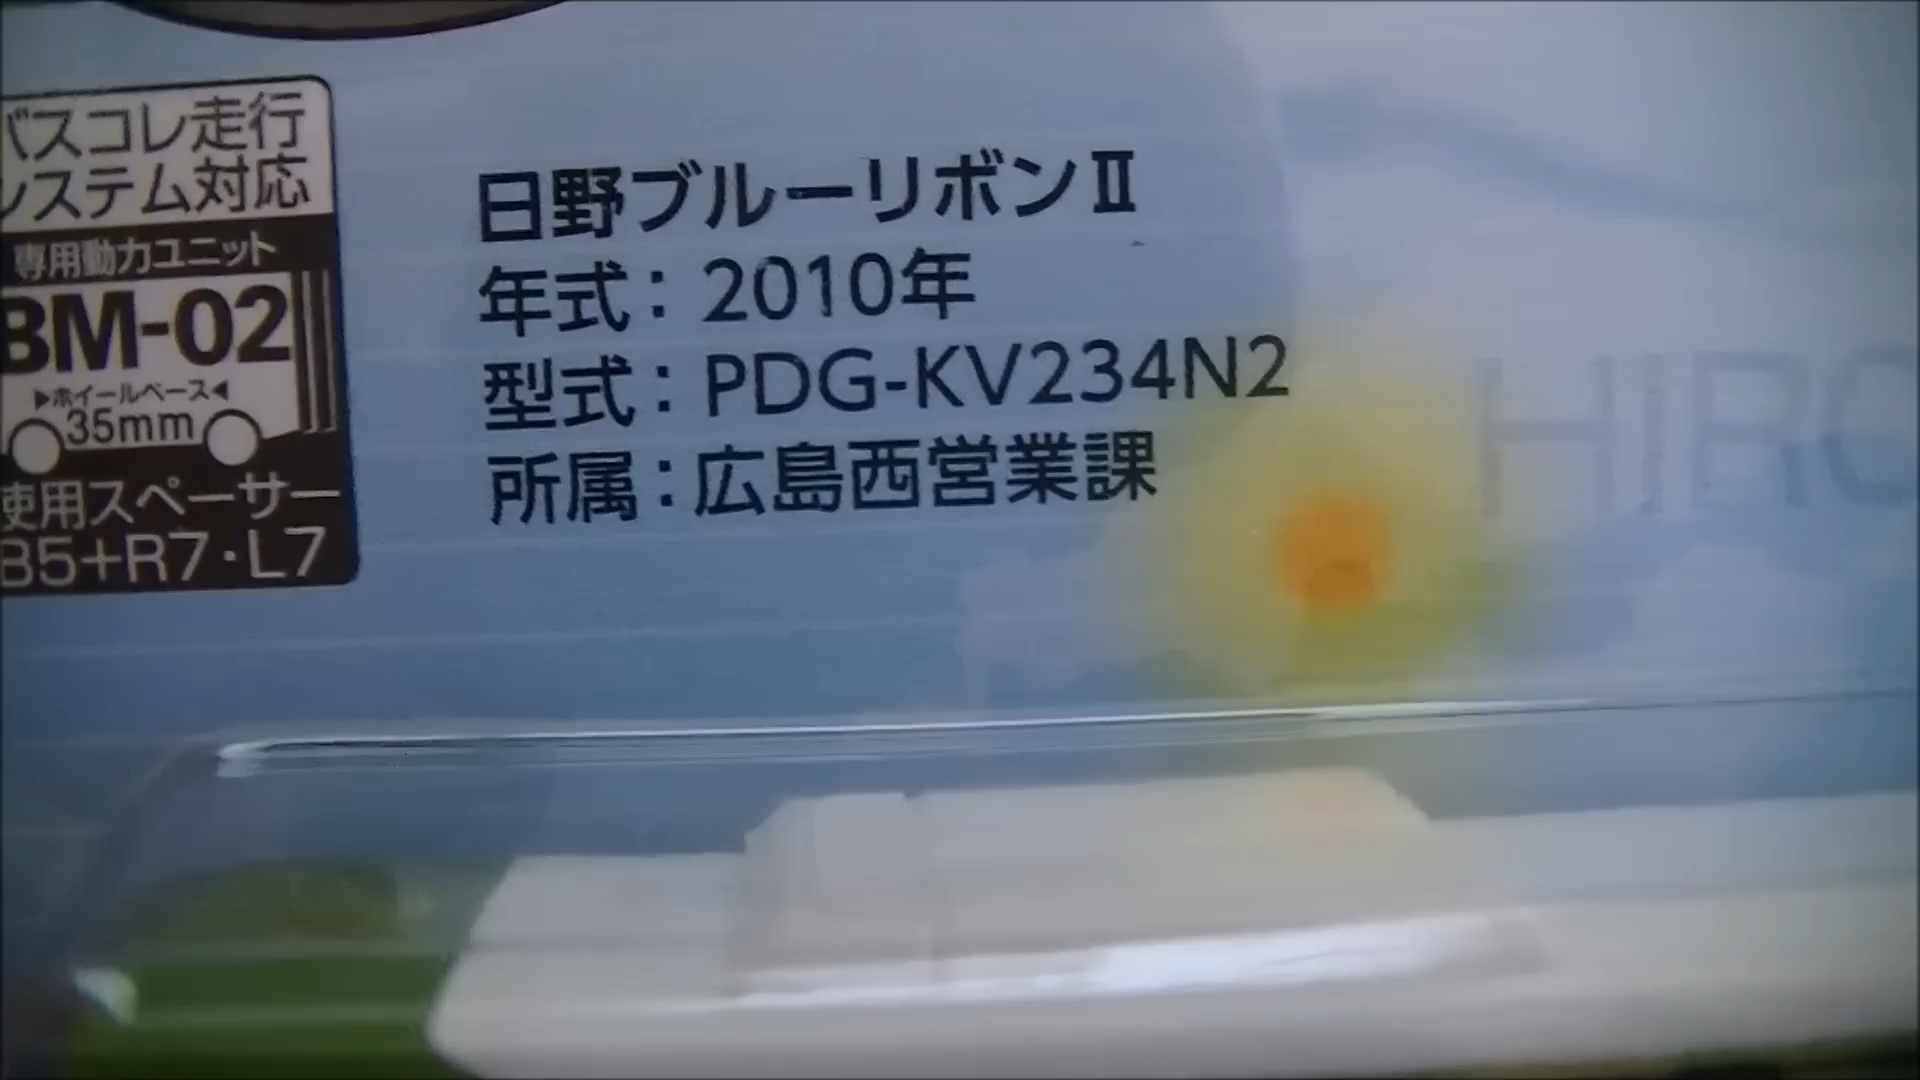 バスコレ走行
システム対応
専用動力ユニット
BM-02
▶ホイールベース◀
35mm
使用スペーサー
B5+R7・L7
日野ブルーリボンⅡ
年式：2010年
型式：PDG-KV234N2
所属：広島西営業課
HIRO